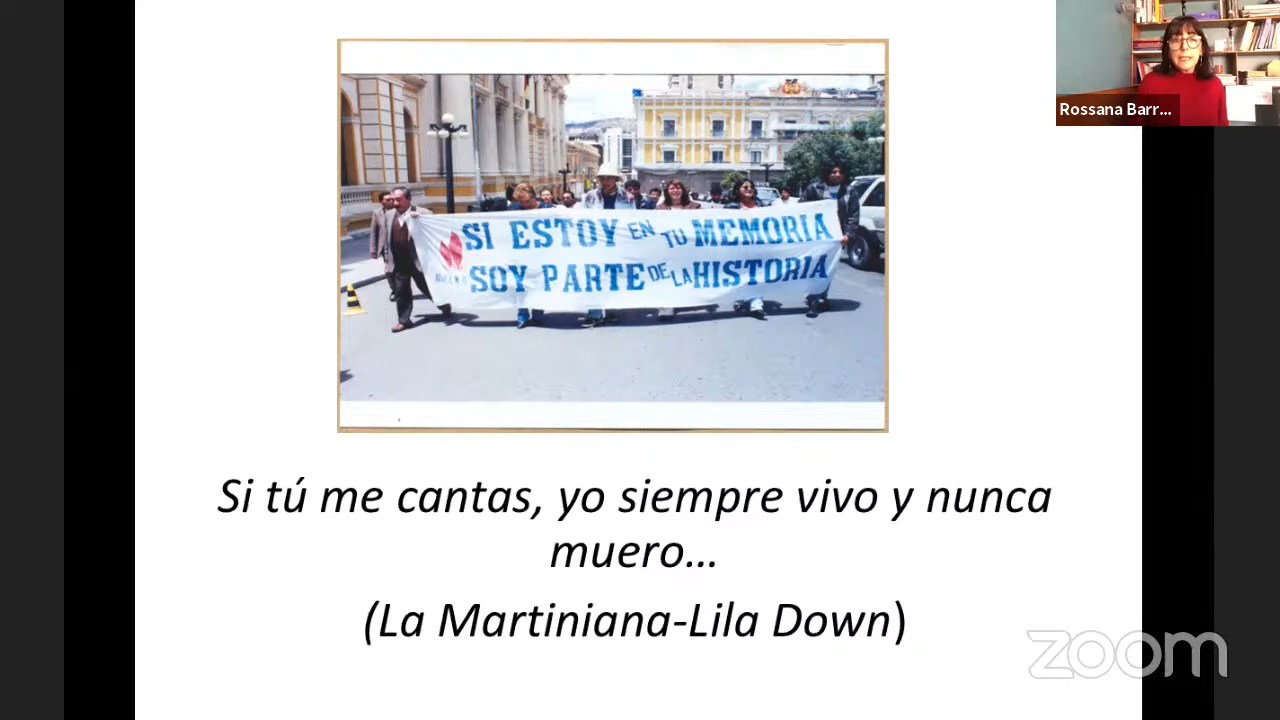 Rossana Barr...
SI ESTOY EN TU MEMORIA
SOY PARTE DE LA HISTORIA
Si tú me cantas, yo siempre vivo y nunca
muero...
(La Martiniana-Lila Down)
zoom